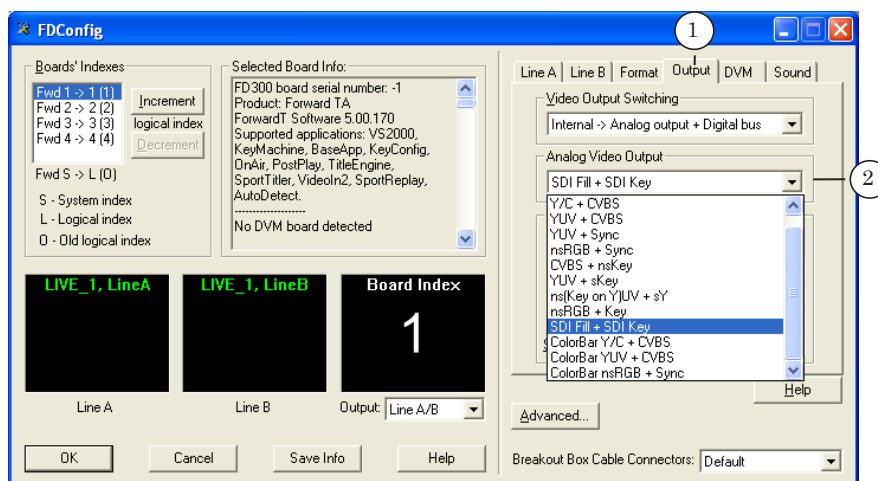 FDConfig
1
Boards' Indexes
Fwd 1 -> 1 (1)
Fwd 2 -> 2 (2)
Fwd 3 -> 3 (3)
Fwd 4 -> 4 (4)
Increment
logical index
Decrement
Fwd S -> L (O)
S - System index
L - Logical index
O - Old logical index
Selected Board Info:
FD300 board serial number: -1
Product: Forward TA
ForwardT Software 5.00.170
Supported applications: VS2000,
KeyMachine, BaseApp, KeyConfig,
OnAir, PostPlay, TitleEngine,
SportTitler, VideoIn2, SportReplay,
AutoDetect.
--------------------
No DVM board detected
LIVE_1, LineA
LIVE_1, LineB
Board Index
1
Line A
Line B
Output:
Line A/B
OK
Cancel
Save Info
Help
Line A
Line B
Format
Output
DVM
Sound
Video Output Switching
Internal -> Analog output + Digital bus
Analog Video Output
SDI Fill + SDI Key
2
Y/C + CVBS
YUV + CVBS
YUV + Sync
nsRGB + Sync
CVBS + nsKey
YUV + sKey
ns(Key on Y)UV + sY
nsRGB + Key
SDI Fill + SDI Key
ColorBar Y/C + CVBS
ColorBar YUV + CVBS
ColorBar nsRGB + Sync
Help
Advanced...
Breakout Box Cable Connectors:
Default